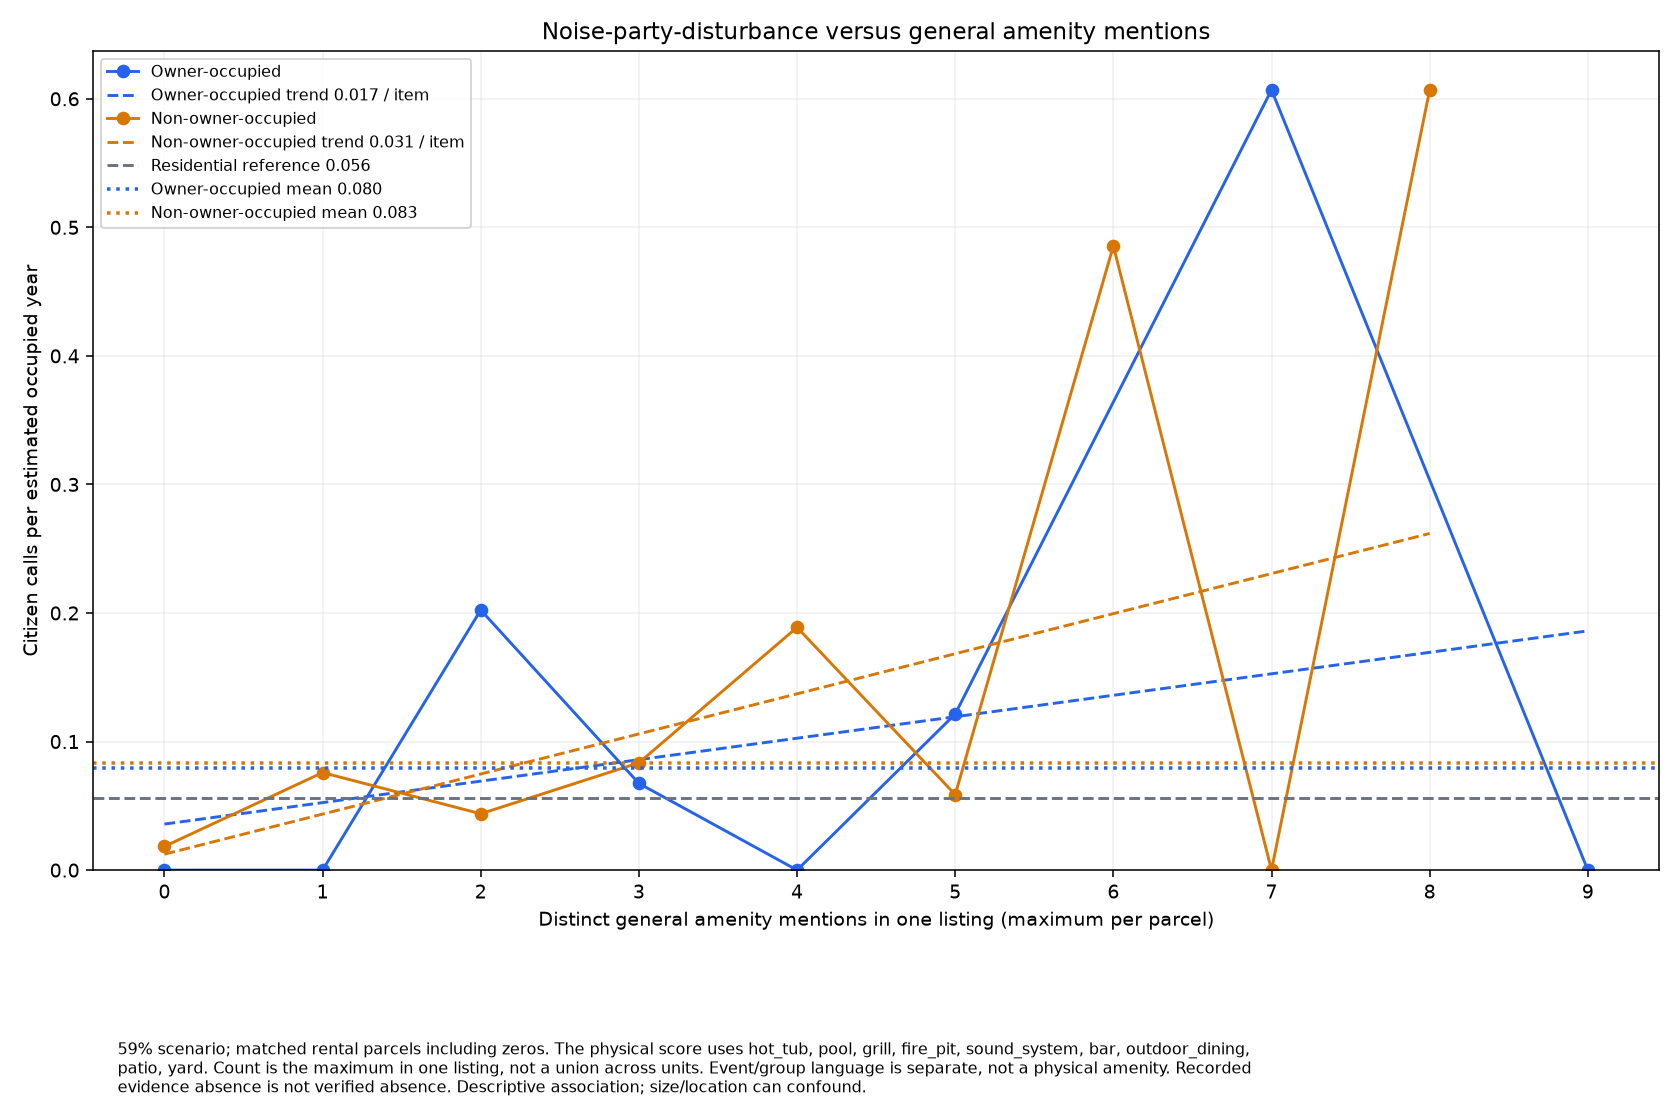 Noise-party-disturbance versus general amenity mentions
Owner-occupied
Owner-occupied trend 0.017 / item
Non-owner-occupied
Non-owner-occupied trend 0.031 / item
Residential reference 0.056
Owner-occupied mean 0.080
Non-owner-occupied mean 0.083
Citizen calls per estimated occupied year
0.6
0.5
0.4
0.3
0.2
0.1
0.0
0 1 2 3 4 5 6 7 8 9
Distinct general amenity mentions in one listing (maximum per parcel)
59% scenario; matched rental parcels including zeros. The physical score uses hot_tub, pool, grill, fire_pit, sound_system, bar, outdoor_dining,
patio, yard. Count is the maximum in one listing, not a union across units. Event/group language is separate, not a physical amenity. Recorded
evidence absence is not verified absence. Descriptive association; size/location can confound.